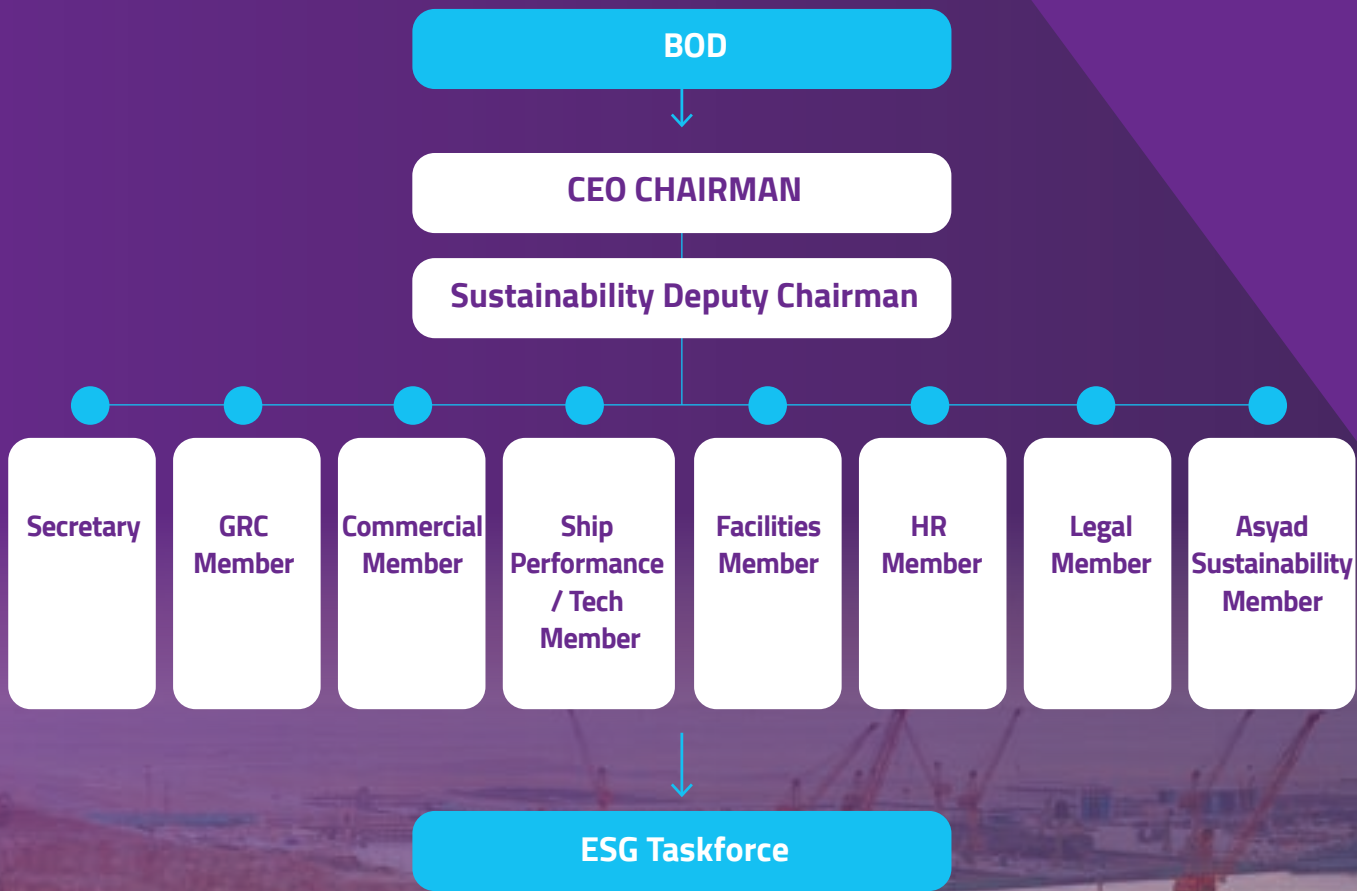 BOD
CEO CHAIRMAN
Sustainability Deputy Chairman
Secretary
GRC
Member
Commercial
Member
Ship
Performance
/ Tech
Member
Facilities
Member
HR
Member
Legal
Member
Asyad
Sustainability
Member
ESG Taskforce